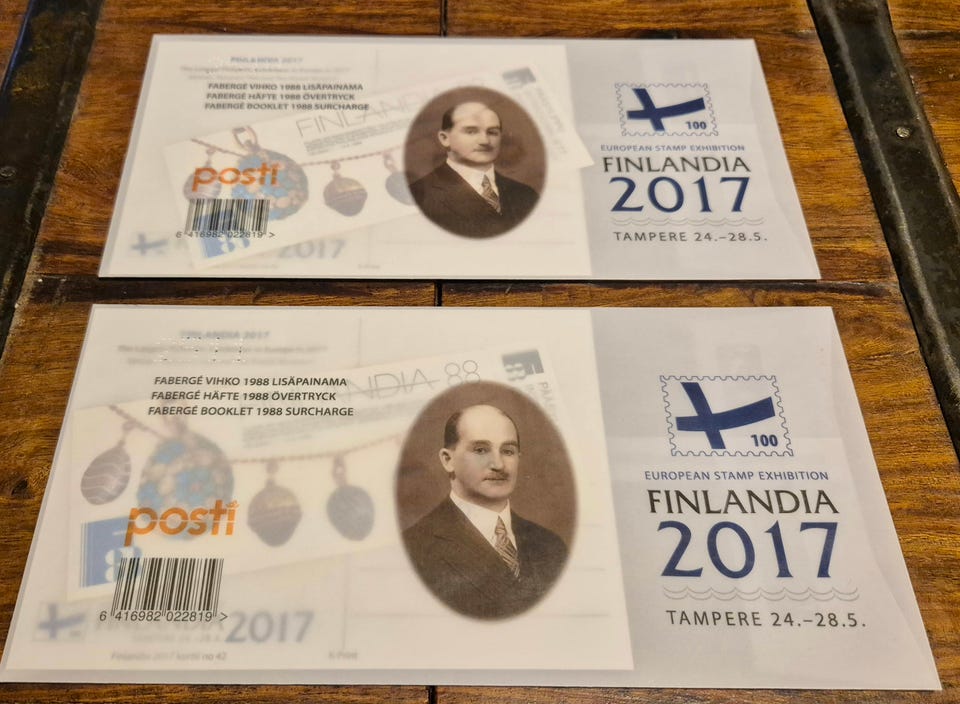 FABERGÉ VIHKO 1988 LISÄPAINAMA
FABERGÉ HÄFTE 1988 ÖVERTRYCK
FABERGÉ BOOKLET 1988 SURCHARGE
FINLANDIA
posti
6 416982 022819 >
2017
100
EUROPEAN STAMP EXHIBITION
FINLANDIA
2017
TAMPERE 24.–28.5.
FINLANDIA 2017
FABERGÉ VIHKO 1988 LISÄPAINAMA
FABERGÉ HÄFTE 1988 ÖVERTRYCK
FABERGÉ BOOKLET 1988 SURCHARGE
ANDIA 88
posti
6 416982 022819 >
2017
Finlandia 2017 kortti no 42
100
EUROPEAN STAMP EXHIBITION
FINLANDIA
2017
TAMPERE 24.–28.5.